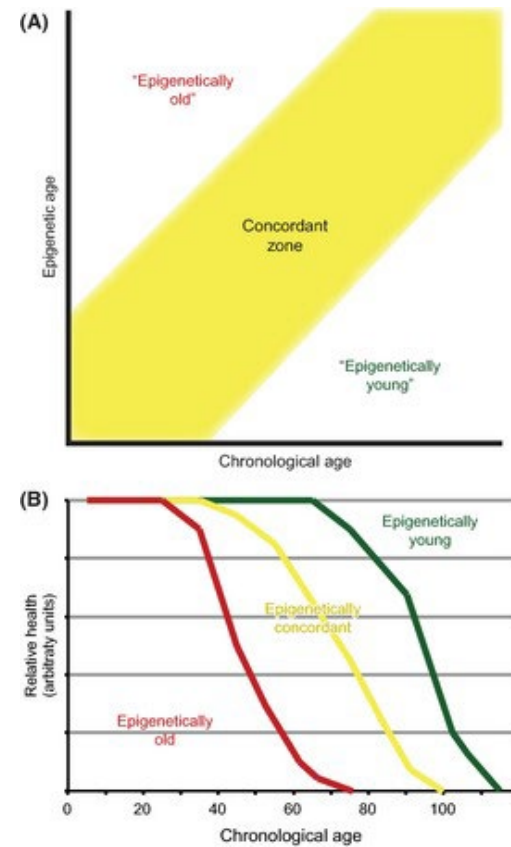 (A)
"Epigenetically
old"
Concordant
zone
"Epigenetically
young"
Epigenetic age
Chronological age
(B)
Epigenetically
young
Epigenetically
concordant
Epigenetically
old
Relative health
(arbitraty units)
0 20 40 60 80 100
Chronological age